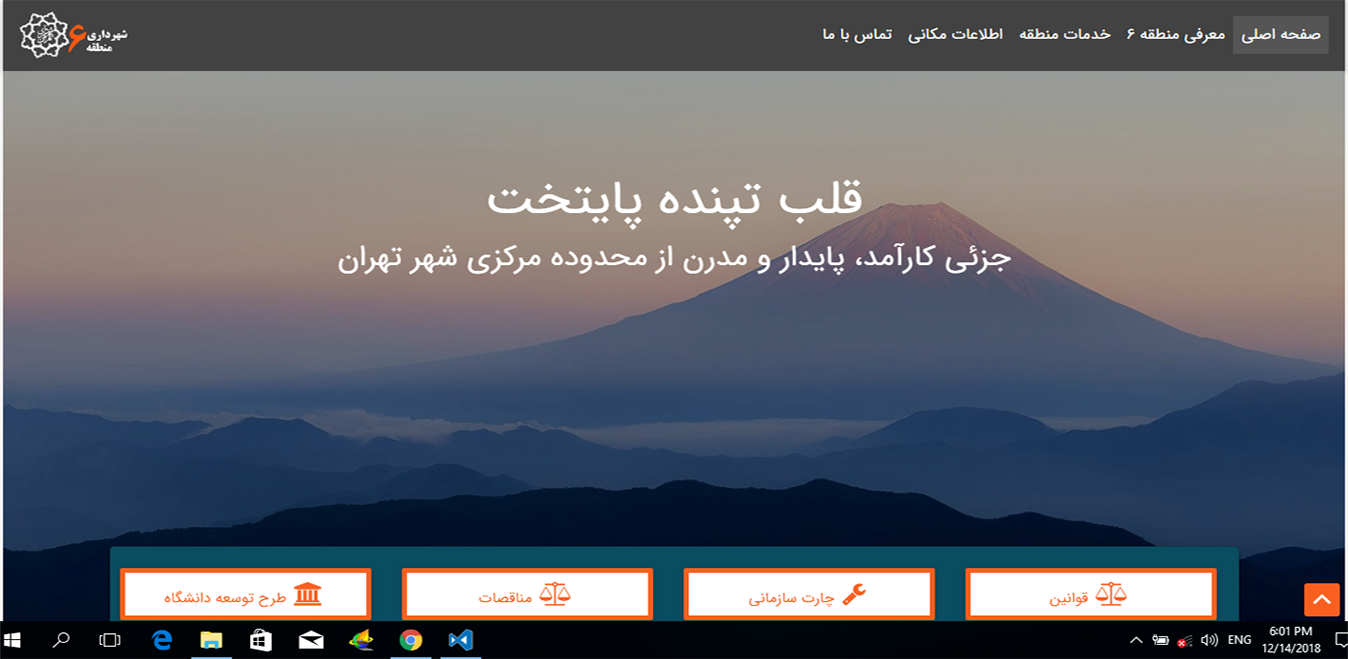 صفحه اصلی
معرفی منطقه ۶
خدمات منطقه
اطلاعات مکانی
تماس با ما
شهرداری
منطقه ۶
قلب تپنده پایتخت
جزئی کارآمد، پایدار و مدرن از محدوده مرکزی شهر تهران
قوانین
چارت سازمانی
مناقصات
طرح توسعه دانشگاه
ENG
6:01 PM
12/14/2018